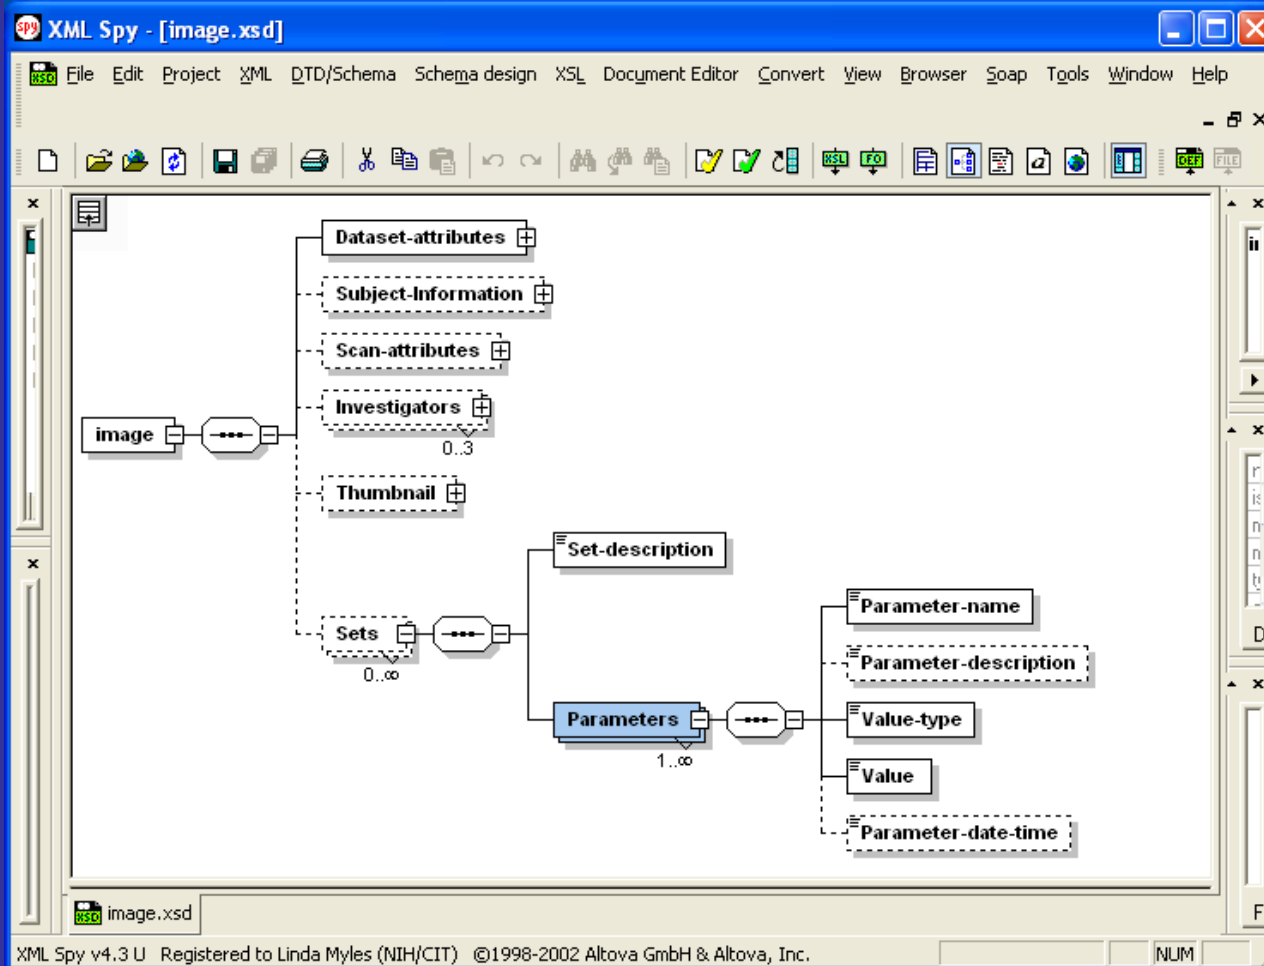 XML Spy - [image.xsd]
File Edit Project XML DTD/Schema Schema design XSL Document Editor Convert View Browser Soap Tools Window Help
Dataset-attributes
Subject-Information
Scan-attributes
Investigators
0..3
image
Thumbnail
Set-description
Sets
0..∞
Parameters
1..∞
Parameter-name
Parameter-description
Value-type
Value
Parameter-date-time
image.xsd
XML Spy v4.3 U Registered to Linda Myles (NIH/CIT) ©1998-2002 Altova GmbH & Altova, Inc. NUM